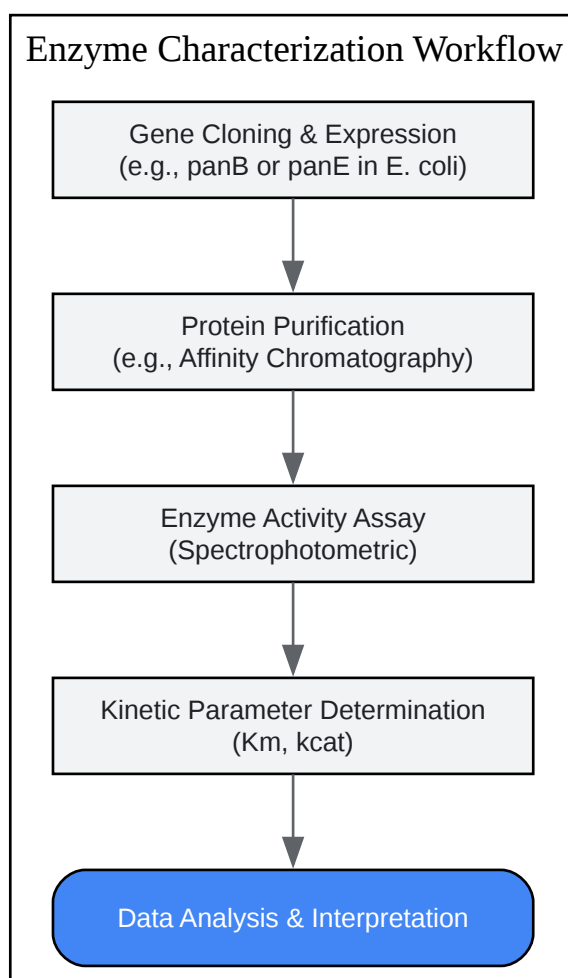 Enzyme Characterization Workflow
Gene Cloning & Expression
(e.g., panB or panE in E. coli)
Protein Purification
(e.g., Affinity Chromatography)
Enzyme Activity Assay
(Spectrophotometric)
Kinetic Parameter Determination
(Km, kcat)
Data Analysis & Interpretation